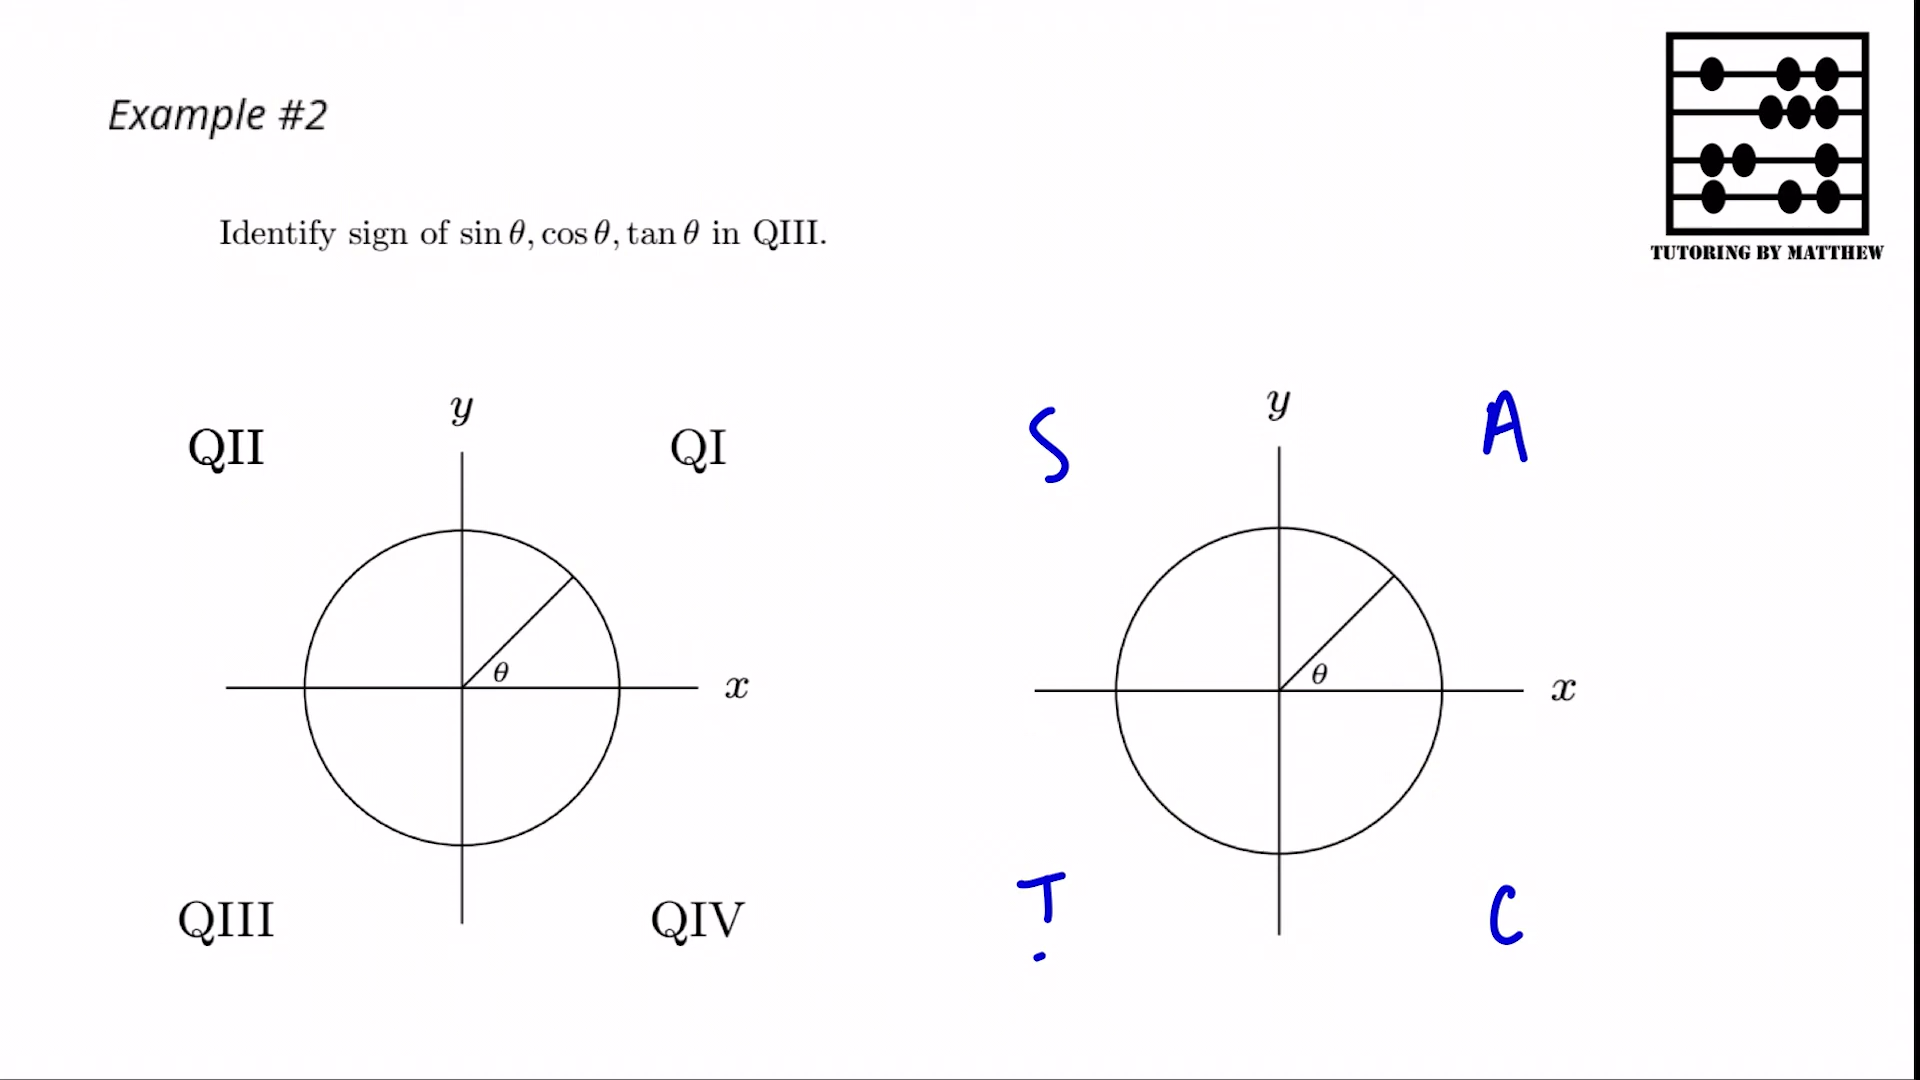 Example #2
TUTORING BY MATTHEW
Identify sign of sin θ, cos θ, tan θ in QIII.
y
QII
QI
θ
x
QIII
QIV
y
S
A
θ
x
T
C